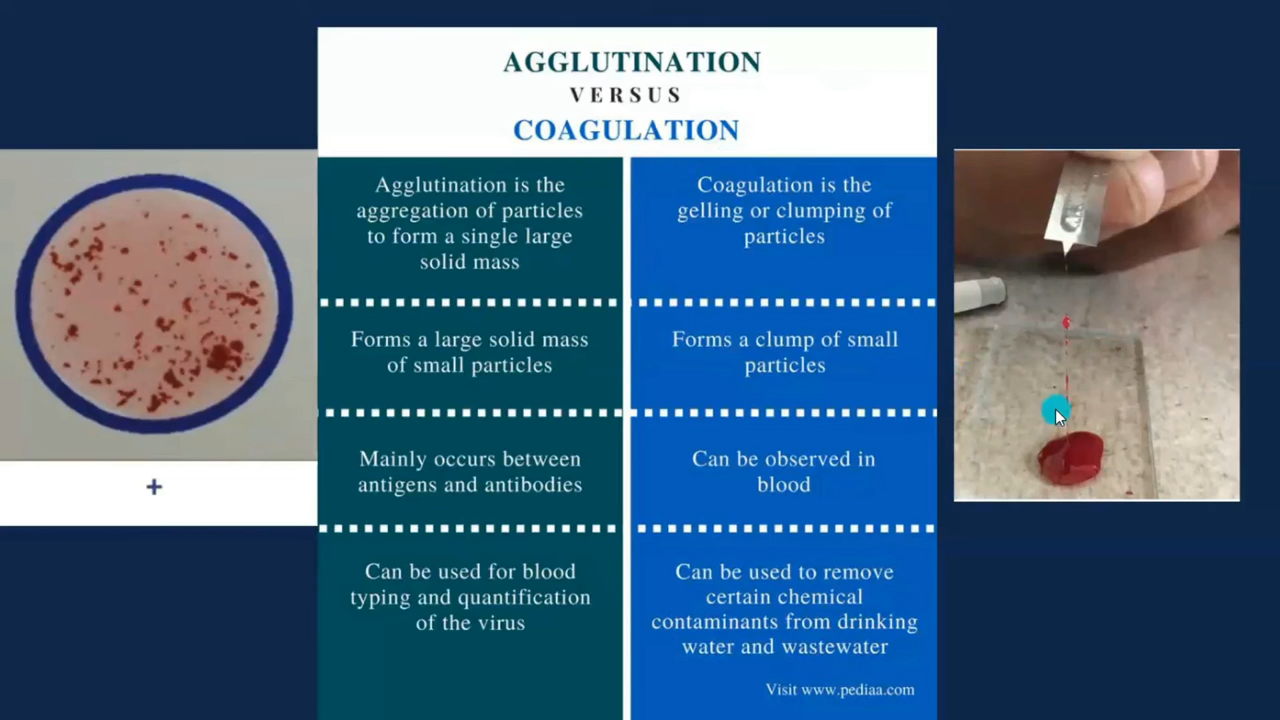 AGGLUTINATION
VERSUS
COAGULATION
Agglutination is the
aggregation of particles
to form a single large
solid mass
Coagulation is the
gelling or clumping of
particles
Forms a large solid mass
of small particles
Forms a clump of small
particles
Mainly occurs between
antigens and antibodies
Can be observed in
blood
Can be used for blood
typing and quantification
of the virus
Can be used to remove
certain chemical
contaminants from drinking
water and wastewater
Visit www.pediaa.com
+